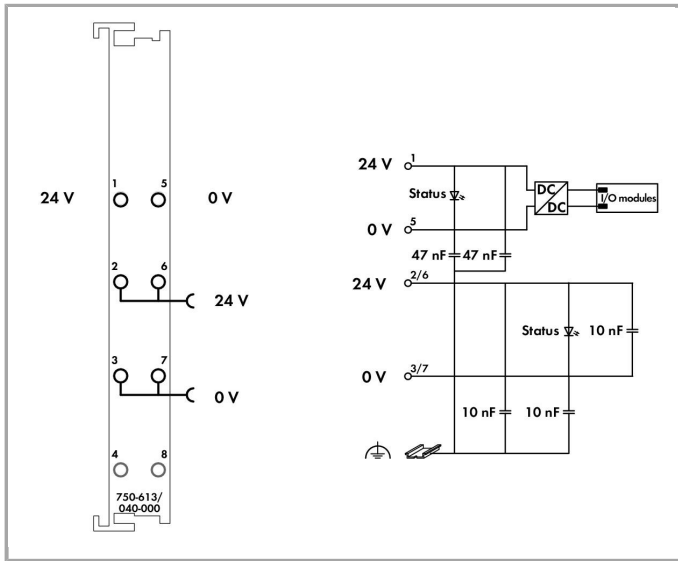 1 5
24 V 0 V
2 6
24 V
3 7
0 V
4 8
750-613/
040-000
24 V 1
Status
DC
DC
I/O modules
0 V 5
47 nF 47 nF
24 V 2/6
Status 10 nF
0 V 3/7
10 nF 10 nF